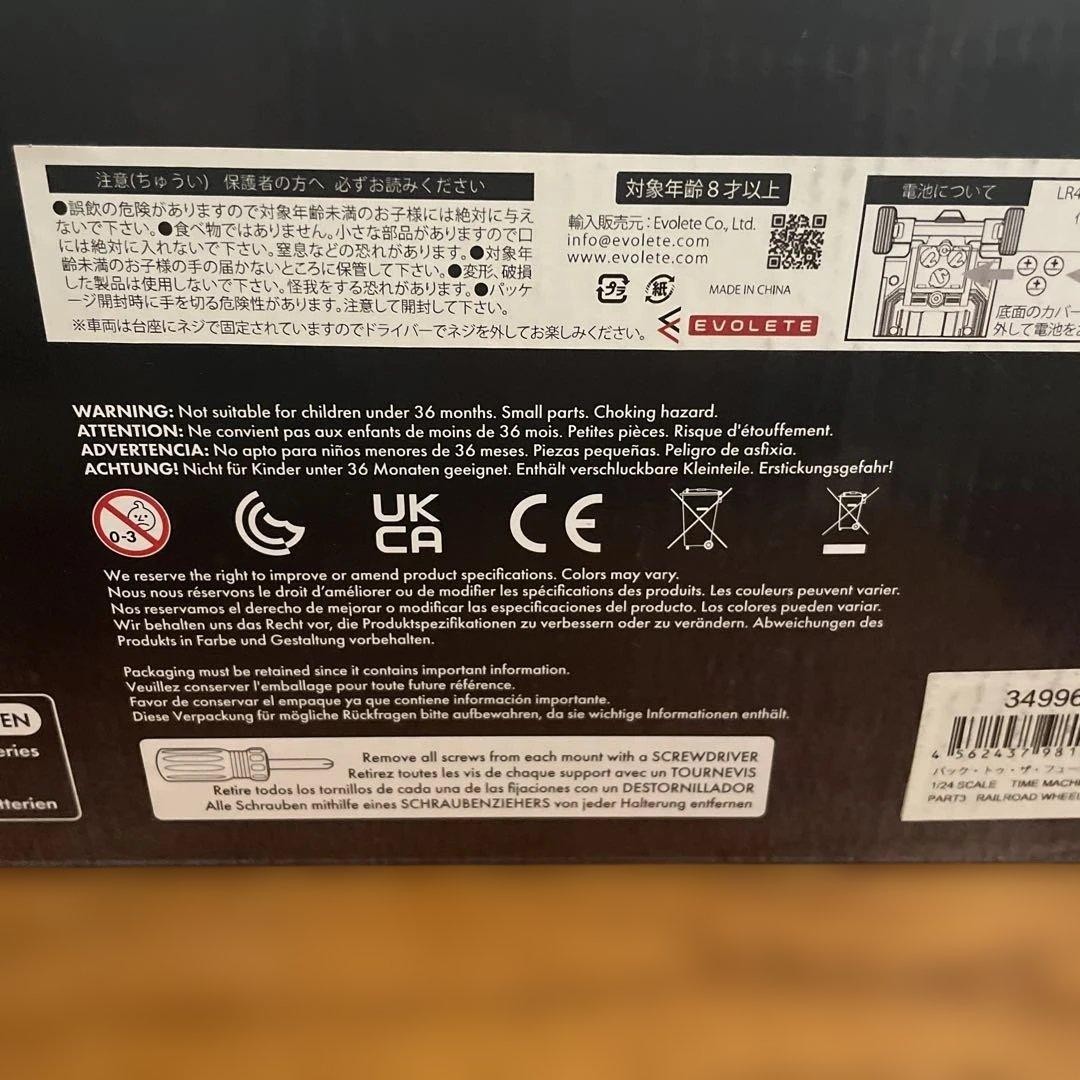 注意(ちゅうい) 保護者の方へ 必ずお読みください
●誤飲の危険がありますので対象年齢未満のお子様には絶対に与え
ないで下さい。●食べ物ではありません。小さな部品がありますので口
には絶対に入れないで下さい。窒息などの恐れがあります。●対象年
齢未満のお子様の手の届かないところに保管して下さい。●変形、破損
した製品は使用しないで下さい。怪我をする恐れがあります。●パッケ
ージ開封時に手を切る危険性があります。注意して開封して下さい。
※車両は台座にネジで固定されていますのでドライバーでネジを外してお楽しみください。
対象年齢8才以上
輸入販売元:Evolete Co., Ltd.
info@evolete.com
www.evolete.com
プラ 紙 MADE IN CHINA
EVOLETE
電池について
LR4
底面のカバー
外して電池を
WARNING: Not suitable for children under 36 months. Small parts. Choking hazard.
ATTENTION: Ne convient pas aux enfants de moins de 36 mois. Petites pièces. Risque d'étouffement.
ADVERTENCIA: No apto para niños menores de 36 meses. Piezas pequeñas. Peligro de asfixia.
ACHTUNG! Nicht für Kinder unter 36 Monaten geeignet. Enthält verschluckbare Kleinteile. Erstickungsgefahr!
0-3
UK
CA
CE
We reserve the right to improve or amend product specifications. Colors may vary.
Nous nous réservons le droit d'améliorer ou de modifier les spécifications des produits. Les couleurs peuvent varier.
Nos reservamos el derecho de mejorar o modificar las especificaciones del producto. Los colores pueden variar.
Wir behalten uns das Recht vor, die Produktspezifikationen zu verbessern oder zu verändern. Abweichungen des
Produkts in Farbe und Gestaltung vorbehalten.
Packaging must be retained since it contains important information.
Veuillez conserver l'emballage pour toute future référence.
Favor de conservar el empaque ya que contiene información importante.
Diese Verpackung für mögliche Rückfragen bitte aufbewahren, da sie wichtige Informationen enthält.
EN
eries
tterien
Remove all screws from each mount with a SCREWDRIVER
Retirez toutes les vis de chaque support avec un TOURNEVIS
Retire todos los tornillos de cada una de las fijaciones con un DESTORNILLADOR
Alle Schrauben mithilfe eines SCHRAUBENZIEHERS von jeder Halterung entfernen
34996
4 562437 981
バック・トゥ・ザ・フュー
1/24 SCALE TIME MACH
PART3 RAILROAD WHEEL